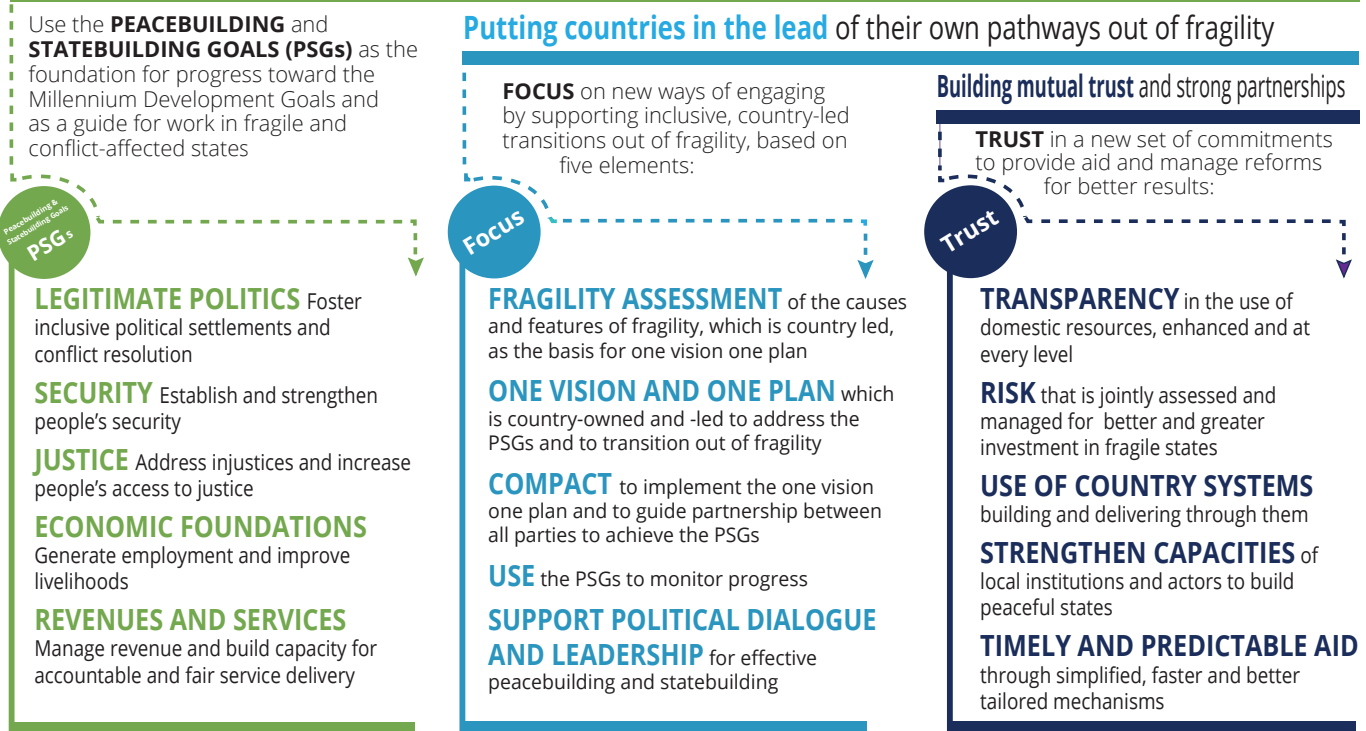 Use the PEACEBUILDING and
STATEBUILDING GOALS (PSGs) as the
foundation for progress toward the
Millennium Development Goals and
as a guide for work in fragile and
conflict-affected states
Peacebuilding &
Statebuilding Goals
PSGs
LEGITIMATE POLITICS Foster
inclusive political settlements and
conflict resolution
SECURITY Establish and strengthen
people's security
JUSTICE Address injustices and increase
people's access to justice
ECONOMIC FOUNDATIONS
Generate employment and improve
livelihoods
REVENUES AND SERVICES
Manage revenue and build capacity for
accountable and fair service delivery
Putting countries in the lead of their own pathways out of fragility
FOCUS on new ways of engaging
by supporting inclusive, country-led
transitions out of fragility, based on
five elements:
Focus
FRAGILITY ASSESSMENT of the causes
and features of fragility, which is country led,
as the basis for one vision one plan
ONE VISION AND ONE PLAN which
is country-owned and -led to address the
PSGs and to transition out of fragility
COMPACT to implement the one vision
one plan and to guide partnership between
all parties to achieve the PSGs
USE the PSGs to monitor progress
SUPPORT POLITICAL DIALOGUE
AND LEADERSHIP for effective
peacebuilding and statebuilding
Building mutual trust and strong partnerships
TRUST in a new set of commitments
to provide aid and manage reforms
for better results:
Trust
TRANSPARENCY in the use of
domestic resources, enhanced and at
every level
RISK that is jointly assessed and
managed for better and greater
investment in fragile states
USE OF COUNTRY SYSTEMS
building and delivering through them
STRENGTHEN CAPACITIES of
local institutions and actors to build
peaceful states
TIMELY AND PREDICTABLE AID
through simplified, faster and better
tailored mechanisms